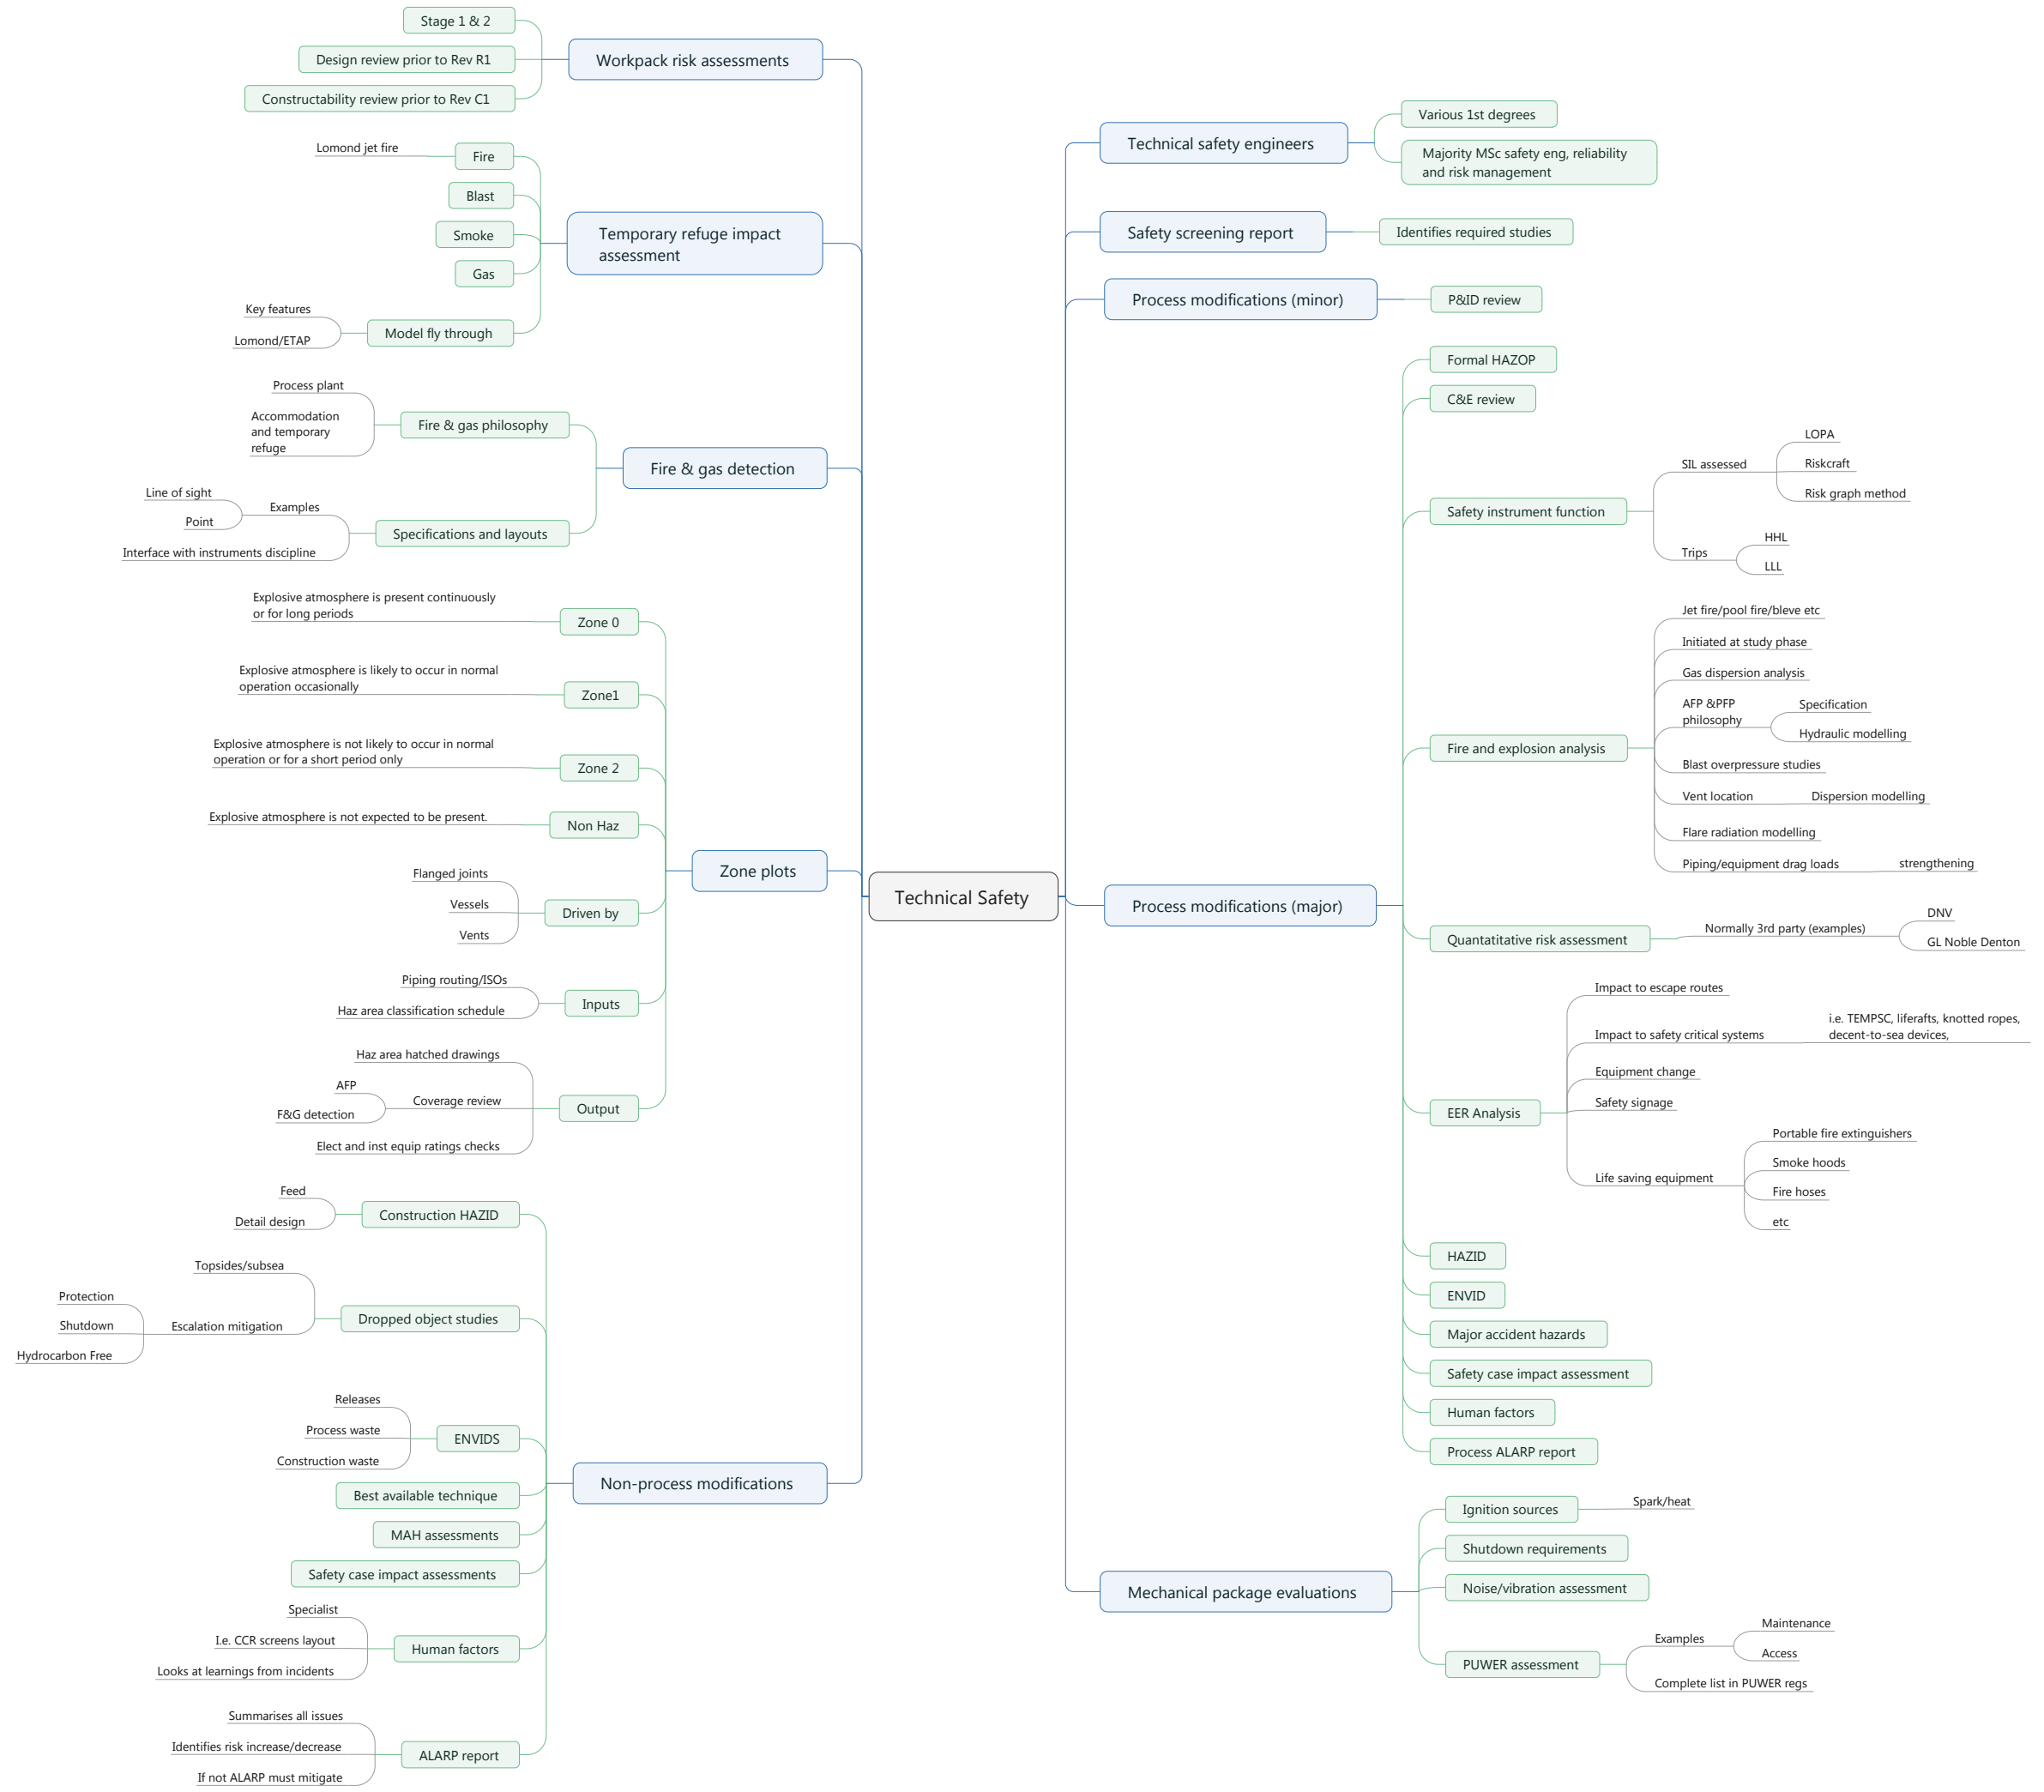 Technical Safety
Workpack risk assessments
Stage 1 & 2
Design review prior to Rev R1
Constructability review prior to Rev C1
Temporary refuge impact
assessment
Fire
Lomond jet fire
Blast
Smoke
Gas
Model fly through
Key features
Lomond/ETAP
Fire & gas detection
Fire & gas philosophy
Process plant
Accommodation
and temporary
refuge
Specifications and layouts
Examples
Line of sight
Point
Interface with instruments discipline
Zone plots
Zone 0
Explosive atmosphere is present continuously
or for long periods
Zone1
Explosive atmosphere is likely to occur in normal
operation occasionally
Zone 2
Explosive atmosphere is not likely to occur in normal
operation or for a short period only
Non Haz
Explosive atmosphere is not expected to be present.
Driven by
Flanged joints
Vessels
Vents
Inputs
Piping routing/ISOs
Haz area classification schedule
Output
Haz area hatched drawings
Coverage review
AFP
F&G detection
Elect and inst equip ratings checks
Non-process modifications
Construction HAZID
Feed
Detail design
Dropped object studies
Topsides/subsea
Escalation mitigation
Protection
Shutdown
Hydrocarbon Free
ENVIDS
Releases
Process waste
Construction waste
Best available technique
MAH assessments
Safety case impact assessments
Human factors
Specialist
I.e. CCR screens layout
Looks at learnings from incidents
ALARP report
Summarises all issues
Identifies risk increase/decrease
If not ALARP must mitigate
Technical safety engineers
Various 1st degrees
Majority MSc safety eng, reliability
and risk management
Safety screening report
Identifies required studies
Process modifications (minor)
P&ID review
Process modifications (major)
Formal HAZOP
C&E review
Safety instrument function
SIL assessed
LOPA
Riskcraft
Risk graph method
Trips
HHL
LLL
Fire and explosion analysis
Jet fire/pool fire/bleve etc
Initiated at study phase
Gas dispersion analysis
AFP &PFP
philosophy
Specification
Hydraulic modelling
Blast overpressure studies
Vent location
Dispersion modelling
Flare radiation modelling
Piping/equipment drag loads
strengthening
Quantatitative risk assessment
Normally 3rd party (examples)
DNV
GL Noble Denton
EER Analysis
Impact to escape routes
Impact to safety critical systems
i.e. TEMPSC, liferafts, knotted ropes,
decent-to-sea devices,
Equipment change
Safety signage
Life saving equipment
Portable fire extinguishers
Smoke hoods
Fire hoses
etc
HAZID
ENVID
Major accident hazards
Safety case impact assessment
Human factors
Process ALARP report
Mechanical package evaluations
Ignition sources
Spark/heat
Shutdown requirements
Noise/vibration assessment
PUWER assessment
Examples
Maintenance
Access
Complete list in PUWER regs